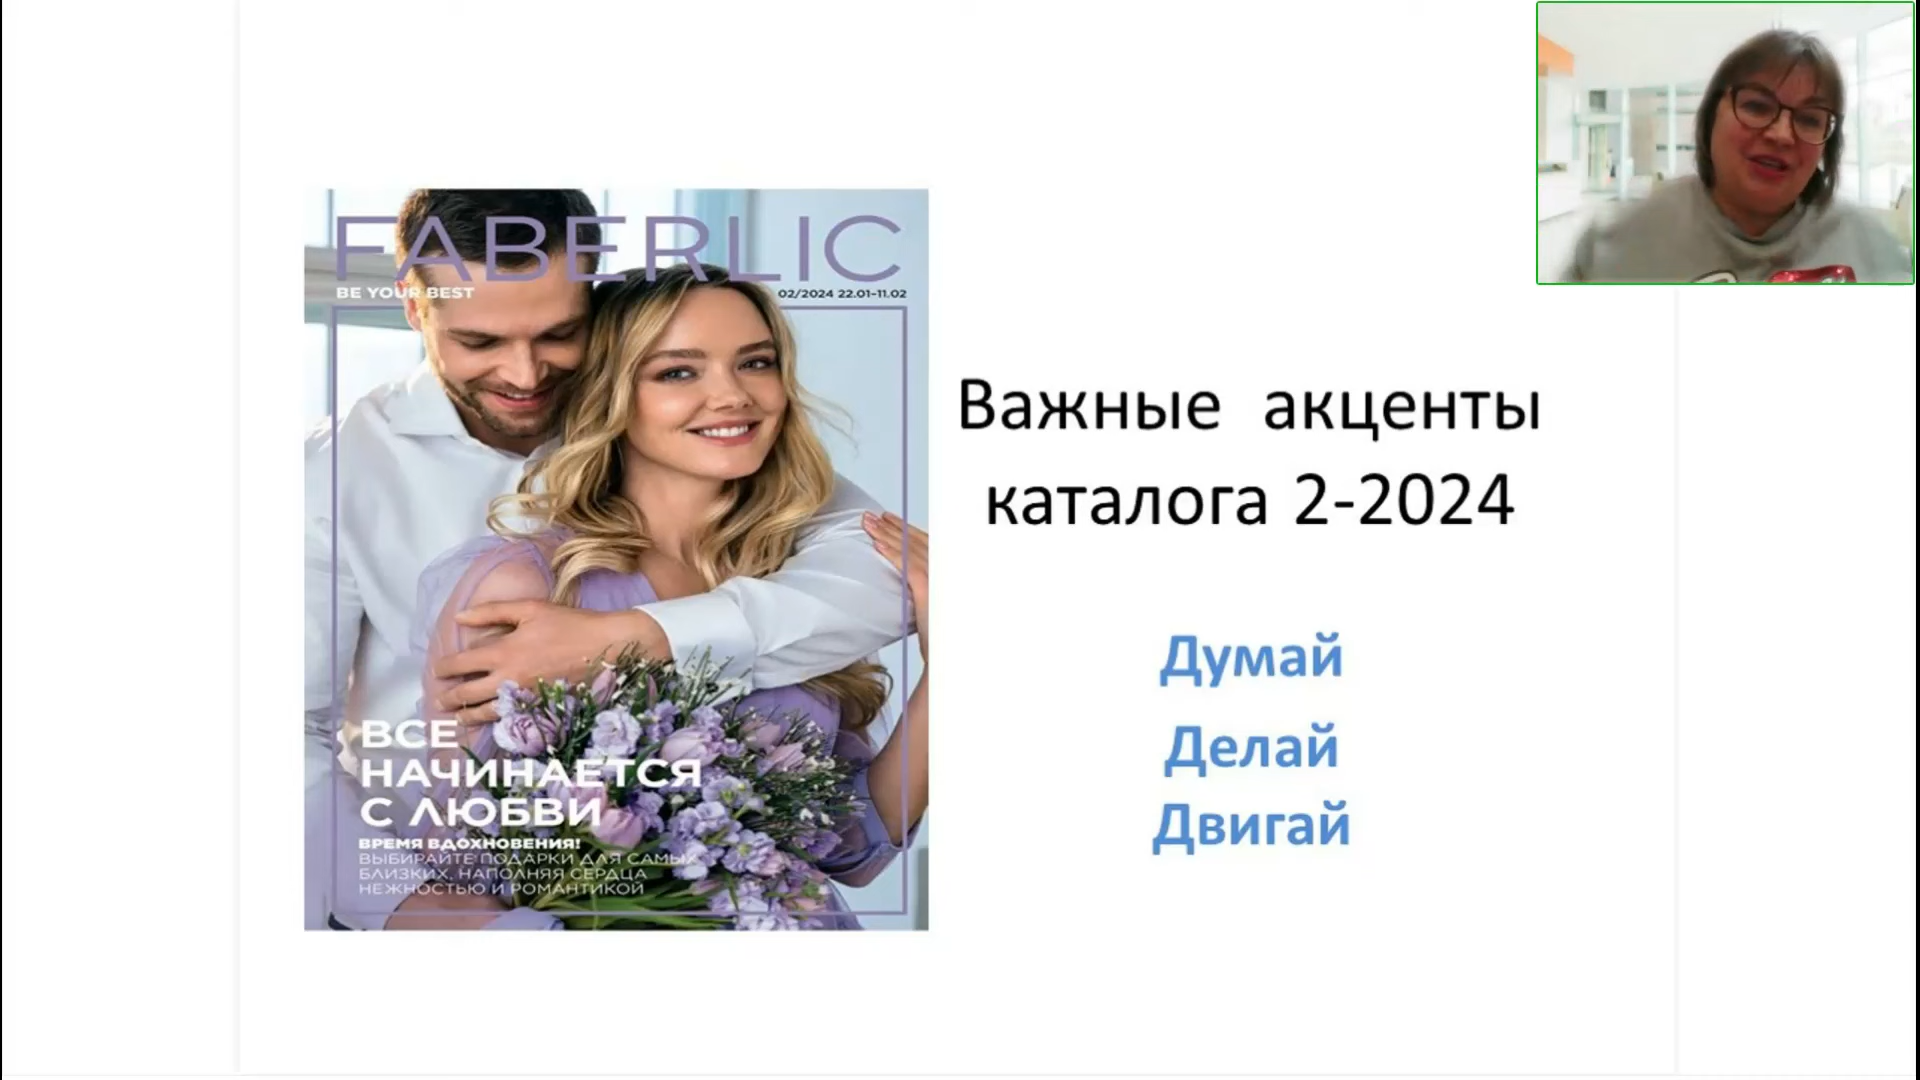 FABERLIC
BE YOUR BEST
02/2024 22.01-11.02
ВСЕ
НАЧИНАЕТСЯ
С ЛЮБВИ
ВРЕМЯ ВДОХНОВЕНИЯ!
ВЫБИРАЙТЕ ПОДАРКИ ДЛЯ САМЫХ
БЛИЗКИХ, НАПОЛНЯЯ СЕРДЦА
НЕЖНОСТЬЮ И РОМАНТИКОЙ
Важные акценты
каталога 2-2024
Думай
Делай
Двигай